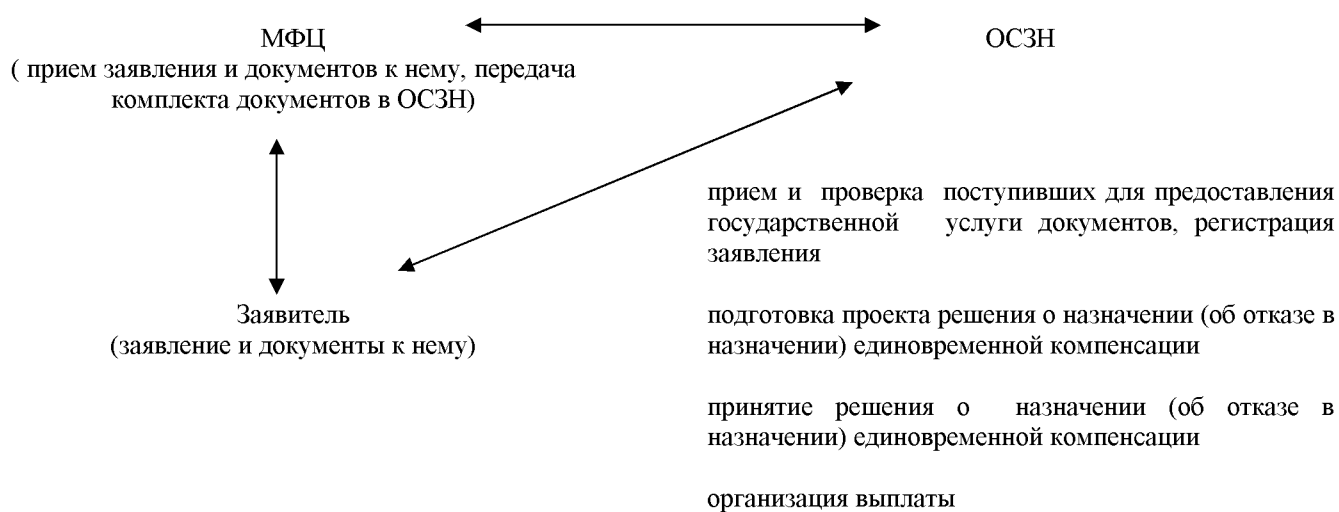 МФЦ
( прием заявления и документов к нему, передача
комплекта документов в ОСЗН)
ОСЗН
Заявитель
(заявление и документы к нему)
прием и проверка поступивших для предоставления
государственной услуги документов, регистрация
заявления
подготовка проекта решения о назначении (об отказе в
назначении) единовременной компенсации
принятие решения о назначении (об отказе в
назначении) единовременной компенсации
организация выплаты